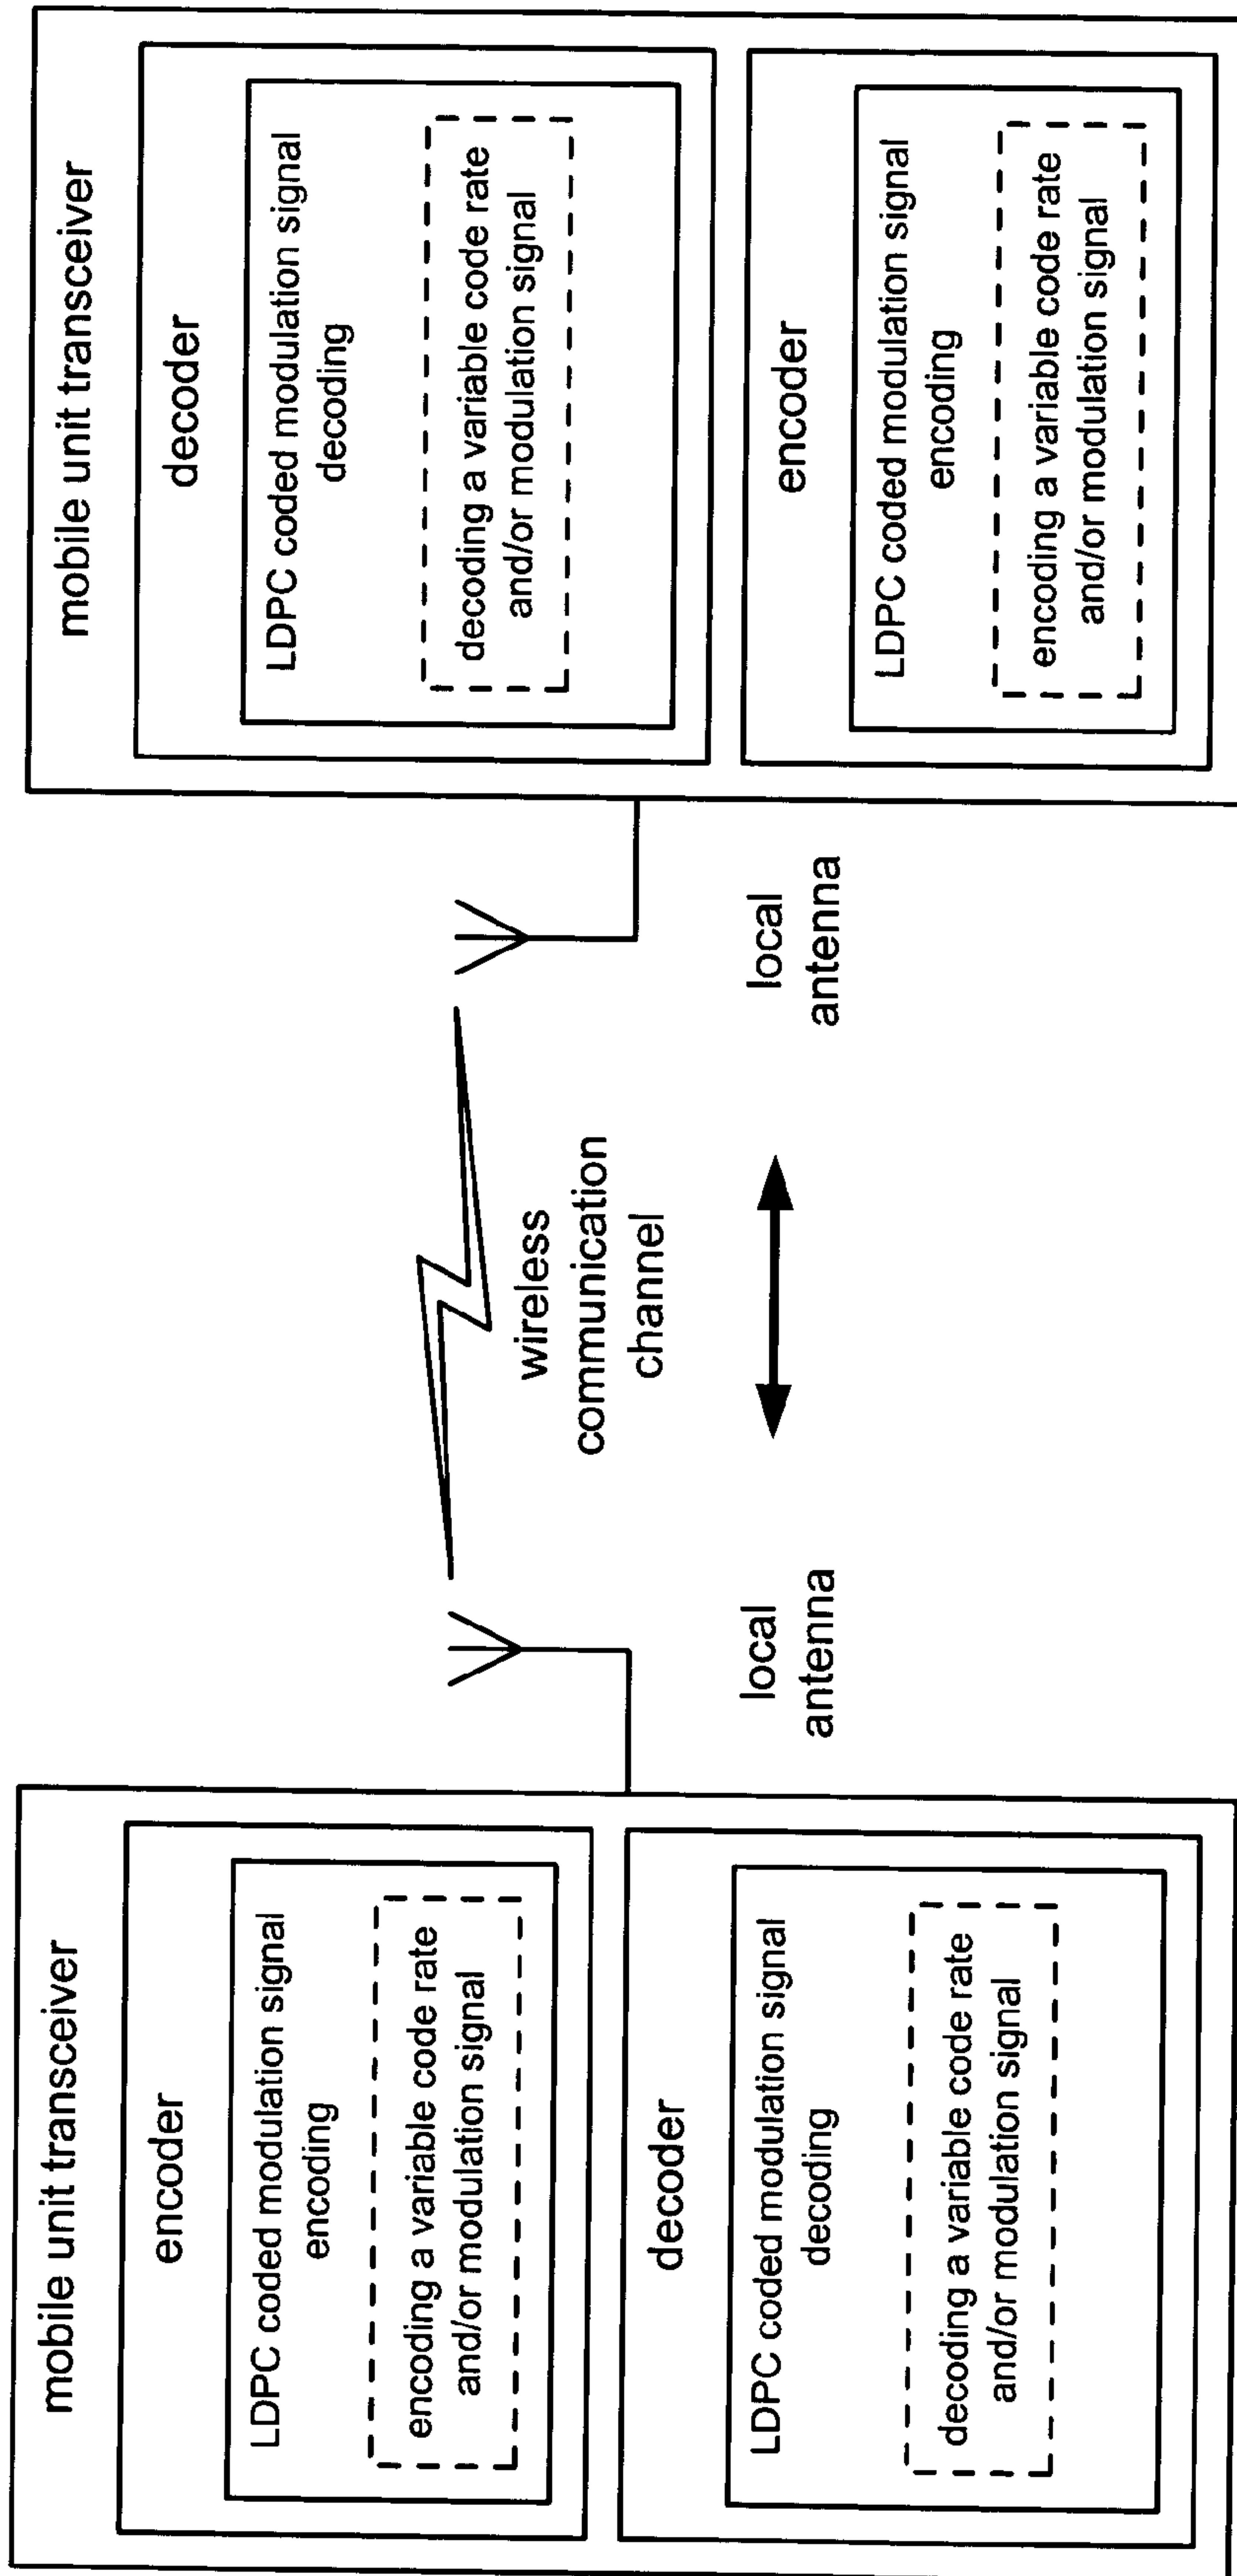 mobile unit transceiver
encoder
LDPC coded modulation signal
encoding
encoding a variable code rate
and/or modulation signal
decoder
LDPC coded modulation signal
decoding
decoding a variable code rate
and/or modulation signal
local
antenna
wireless
communication
channel
local
antenna
mobile unit transceiver
decoder
LDPC coded modulation signal
decoding
decoding a variable code rate
and/or modulation signal
encoder
LDPC coded modulation signal
encoding
encoding a variable code rate
and/or modulation signal